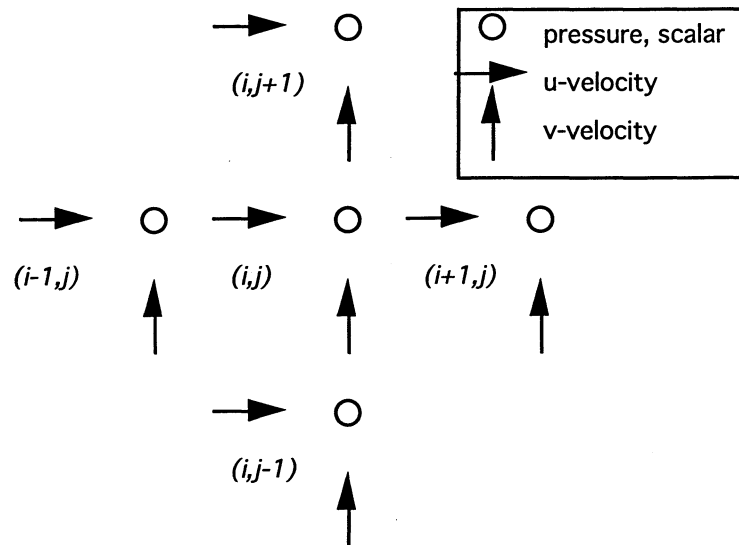 pressure, scalar
(i,j+1)
u-velocity
v-velocity
(i-1,j)
(i,j)
(i+1,j)
(i,j-1)